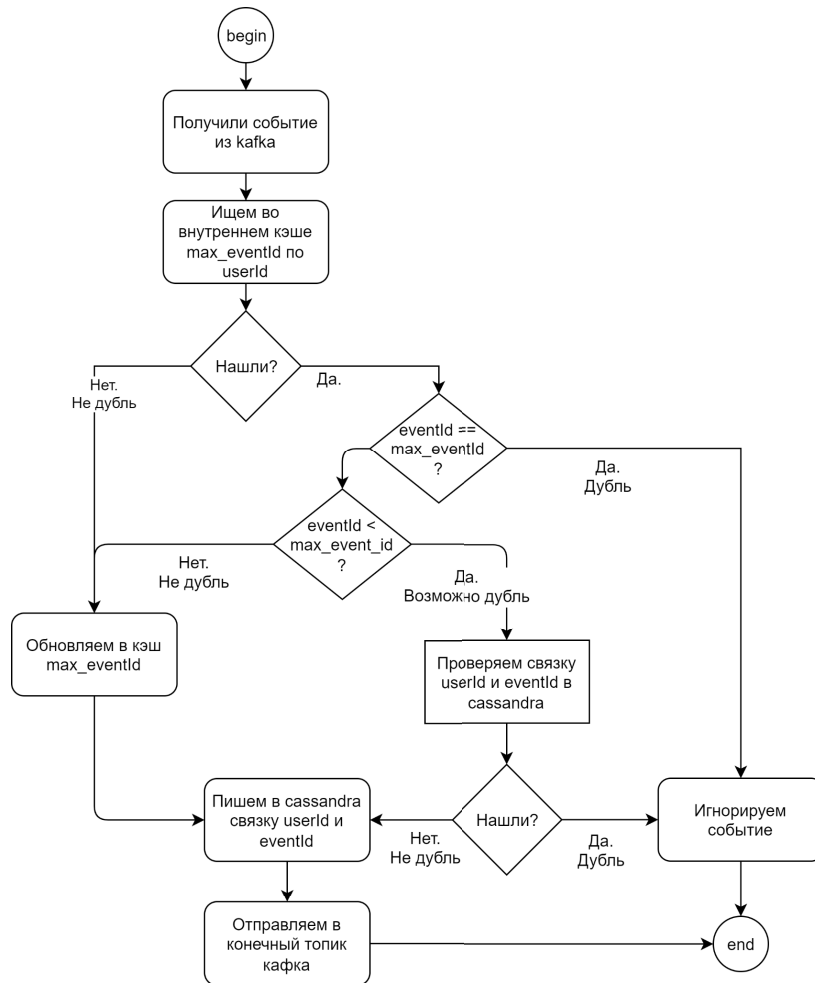 begin
Получили событие
из kafka
Ищем во
внутреннем кэше
max_eventId по
userId
Нашли?
Нет.
Не дубль
Да.
eventId ==
max_eventId
?
Да.
Дубль
eventId <
max_event_id
?
Нет.
Не дубль
Да.
Возможно дубль
Обновляем в кэш
max_eventId
Проверяем связку
userId и eventId в
cassandra
Пишем в cassandra
связку userId и
eventId
Нашли?
Нет.
Не дубль
Да.
Дубль
Игнорируем
событие
Отправляем в
конечный топик
кафка
end